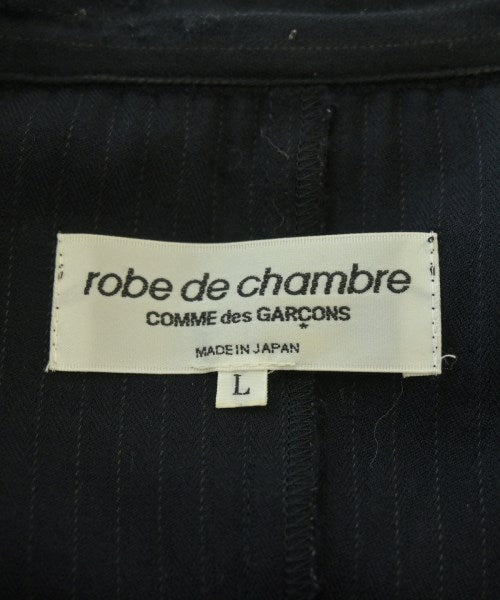 robe de chambre
COMME des GARÇONS
MADE IN JAPAN
L